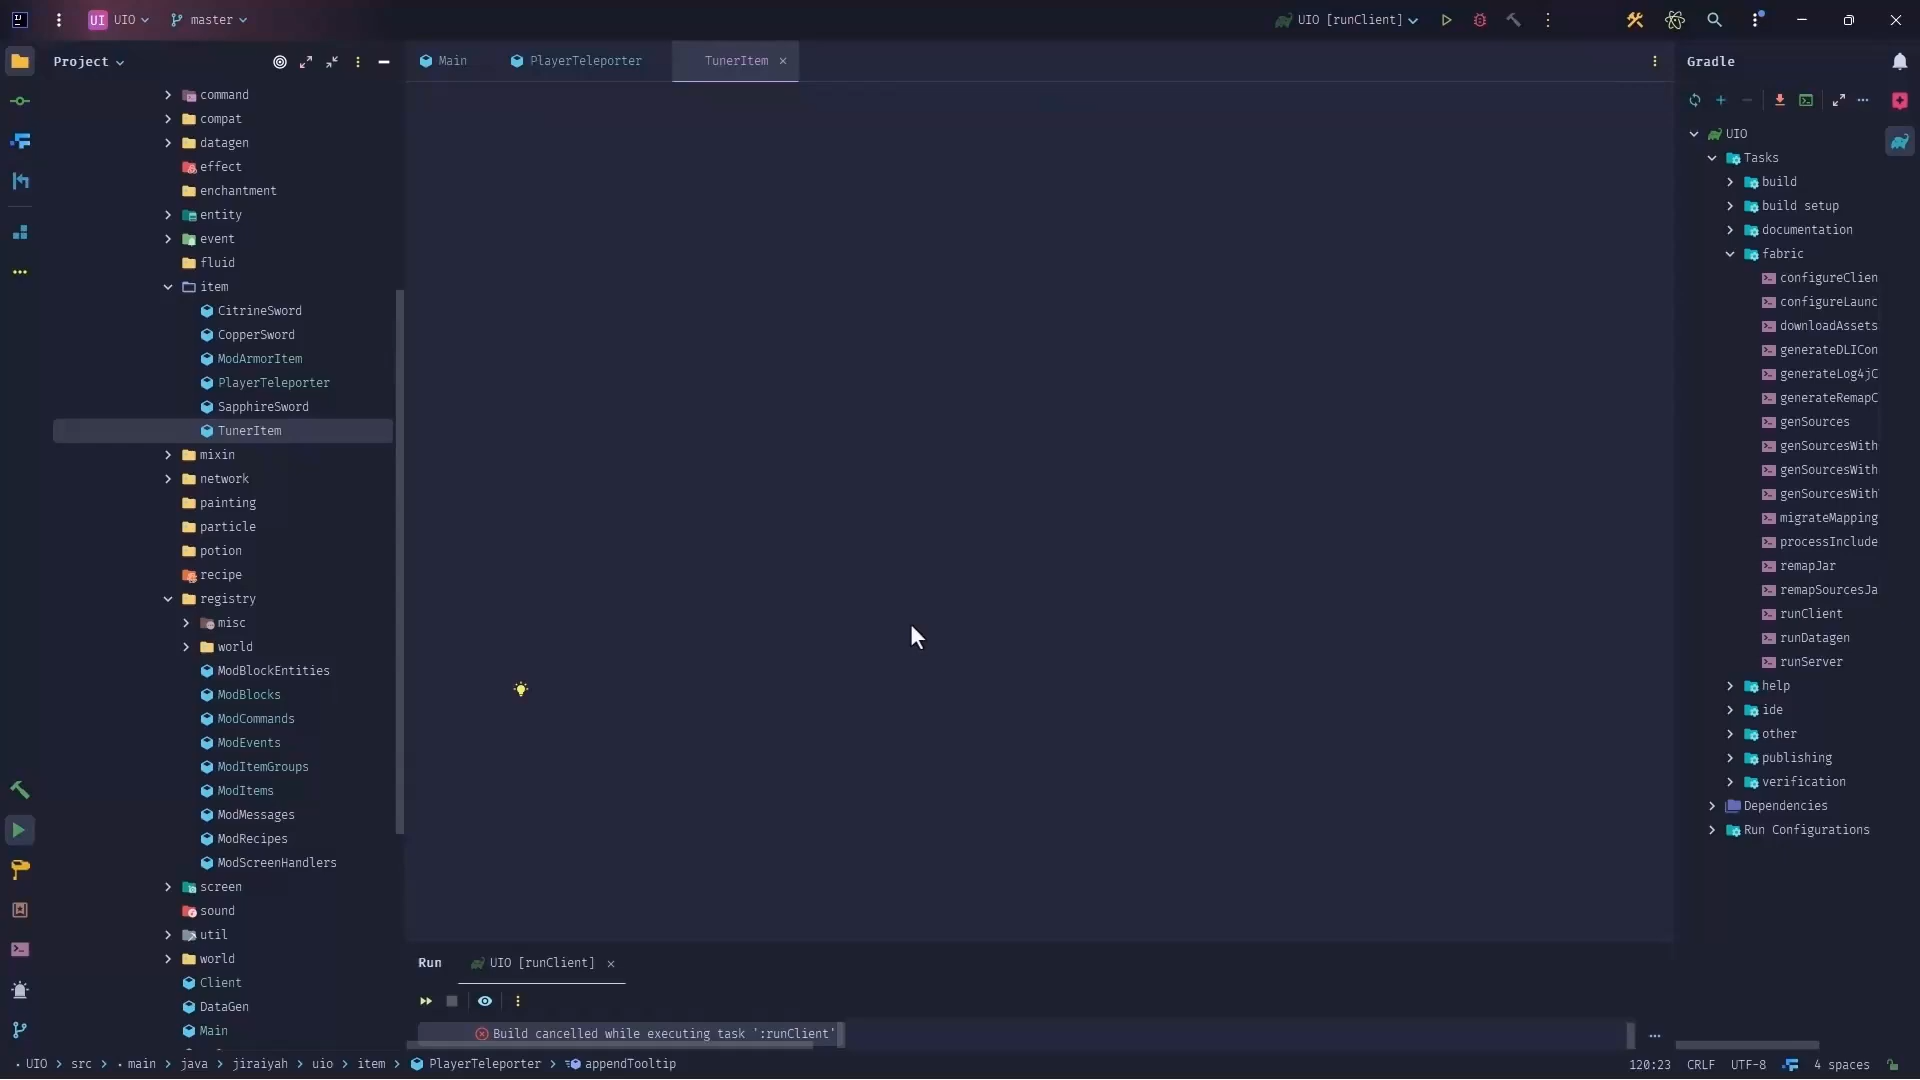 UI UIO master UIO [runClient]
Project
Main PlayerTeleporter TunerItem
Gradle
command
compat
datagen
effect
enchantment
entity
event
fluid
item
CitrineSword
CopperSword
ModArmorItem
PlayerTeleporter
SapphireSword
TunerItem
mixin
network
painting
particle
potion
recipe
registry
misc
world
ModBlockEntities
ModBlocks
ModCommands
ModEvents
ModItemGroups
ModItems
ModMessages
ModRecipes
ModScreenHandlers
screen
sound
util
world
Client
DataGen
Main
UIO
Tasks
build
build setup
documentation
fabric
configureClien
configureLaunc
downloadAssets
generateDLICon
generateLog4jC
generateRemapC
genSources
genSourcesWith
genSourcesWith
genSourcesWith
migrateMapping
processInclude
remapJar
remapSourcesJa
runClient
runDatagen
runServer
help
ide
other
publishing
verification
Dependencies
Run Configurations
Run UIO [runClient]
Build cancelled while executing task ':runClient'
UIO > src > main > java > jiraiyah > uio > item > PlayerTeleporter > appendTooltip
120:23 CRLF UTF-8 4 spaces